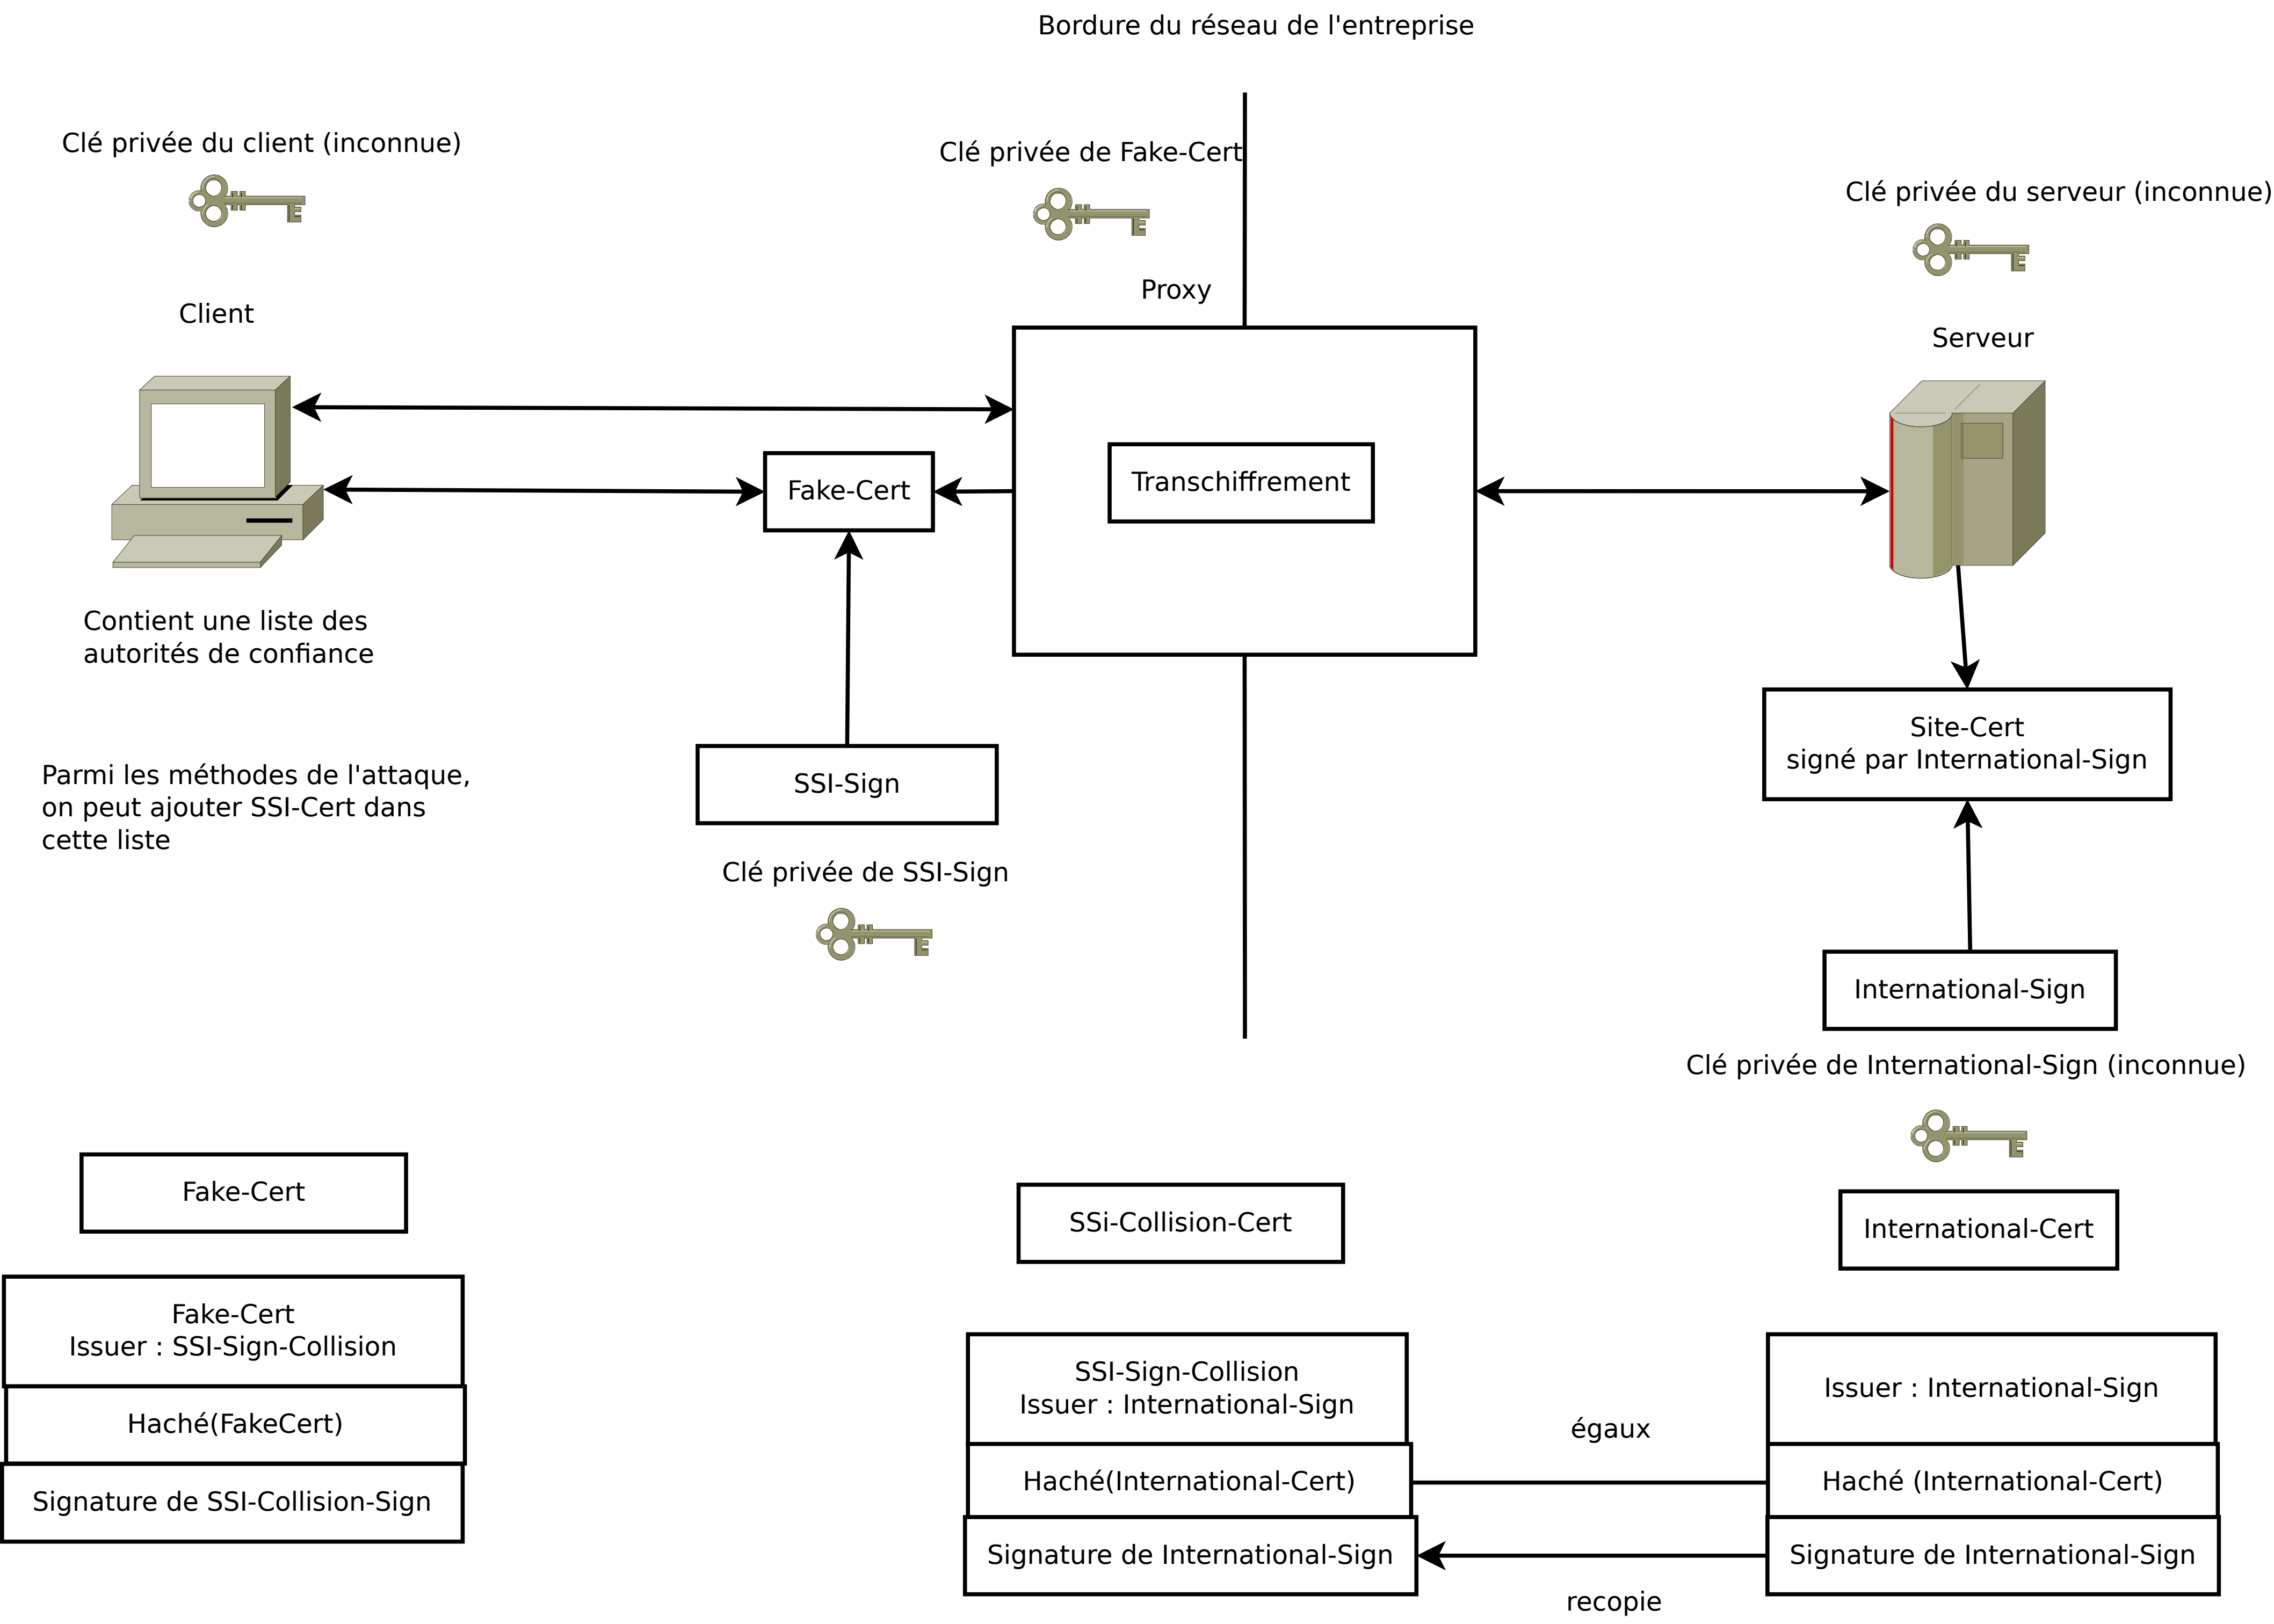 Bordure du réseau de l'entreprise
Clé privée du client (inconnue)
Clé privée de Fake-Cert
Clé privée du serveur (inconnue)
Proxy
Client
Serveur
Transchiffrement
Fake-Cert
Contient une liste des
autorités de confiance
Site-Cert
signé par International-Sign
Parmi les méthodes de l'attaque,
on peut ajouter SSI-Cert dans
cette liste
SSI-Sign
Clé privée de SSI-Sign
International-Sign
Clé privée de International-Sign (inconnue)
Fake-Cert
SSi-Collision-Cert
International-Cert
Fake-Cert
Issuer : SSI-Sign-Collision
Haché(FakeCert)
Signature de SSI-Collision-Sign
SSI-Sign-Collision
Issuer : International-Sign
Haché(International-Cert)
Signature de International-Sign
égaux
recopie
Issuer : International-Sign
Haché (International-Cert)
Signature de International-Sign